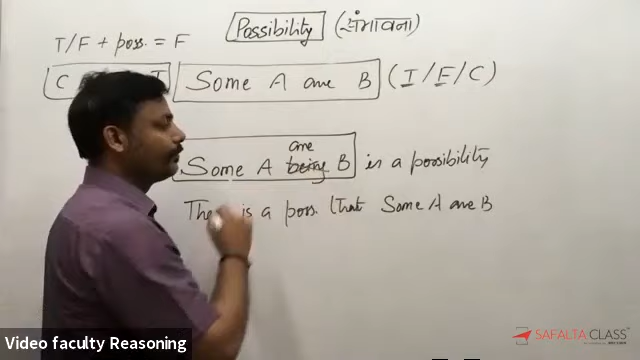 Possibility (संभावना)
T/F + poss. = F
C I Some A are B (I/E/C)
are
Some A being B is a possibility
The is a poss. that Some A are B
SAFALTA CLASS
Video faculty Reasoning